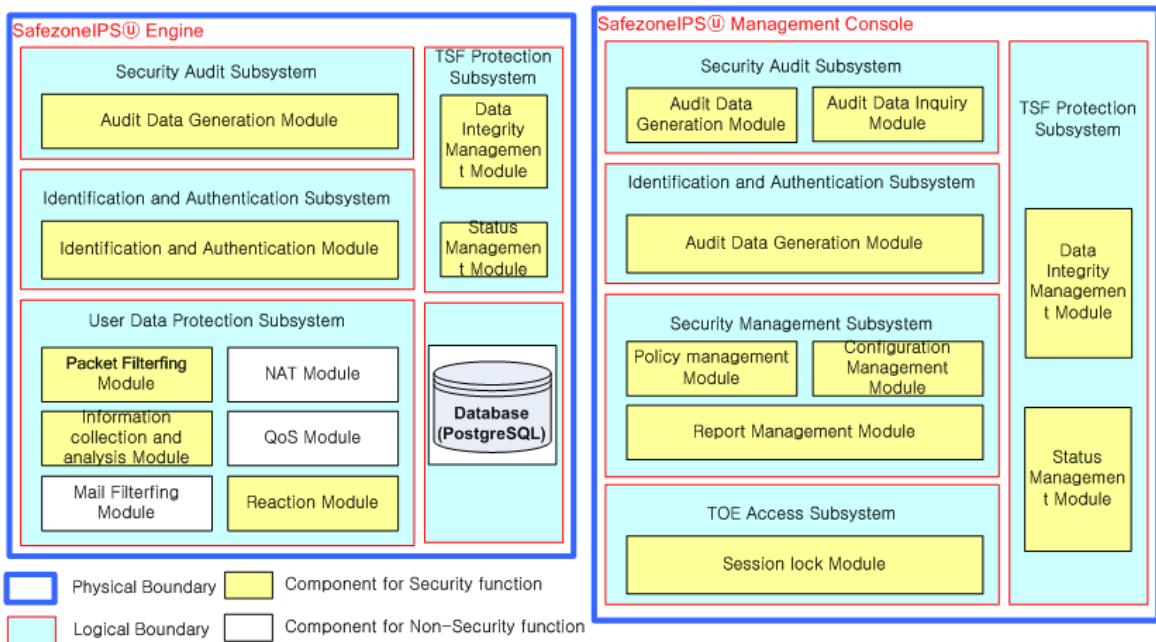 SafezoneIPSⓤ Engine
Security Audit Subsystem
Audit Data Generation Module
TSF Protection
Subsystem
Data
Integrity
Managemen
t Module
Status
Managemen
t Module
Identification and Authentication Subsystem
Identification and Authentication Module
User Data Protection Subsystem
Packet Filterfing
Module
NAT Module
Information
collection and
analysis Module
QoS Module
Mail Filterfing
Module
Reaction Module
Database
(PostgreSQL)
SafezoneIPSⓤ Management Console
Security Audit Subsystem
Audit Data
Generation Module
Audit Data Inquiry
Module
Identification and Authentication Subsystem
Audit Data Generation Module
Security Management Subsystem
Policy management
Module
Configuration
Management
Module
Report Management Module
TOE Access Subsystem
Session lock Module
TSF Protection
Subsystem
Data
Integrity
Managemen
t Module
Status
Managemen
t Module
Physical Boundary
Component for Security function
Logical Boundary
Component for Non-Security function